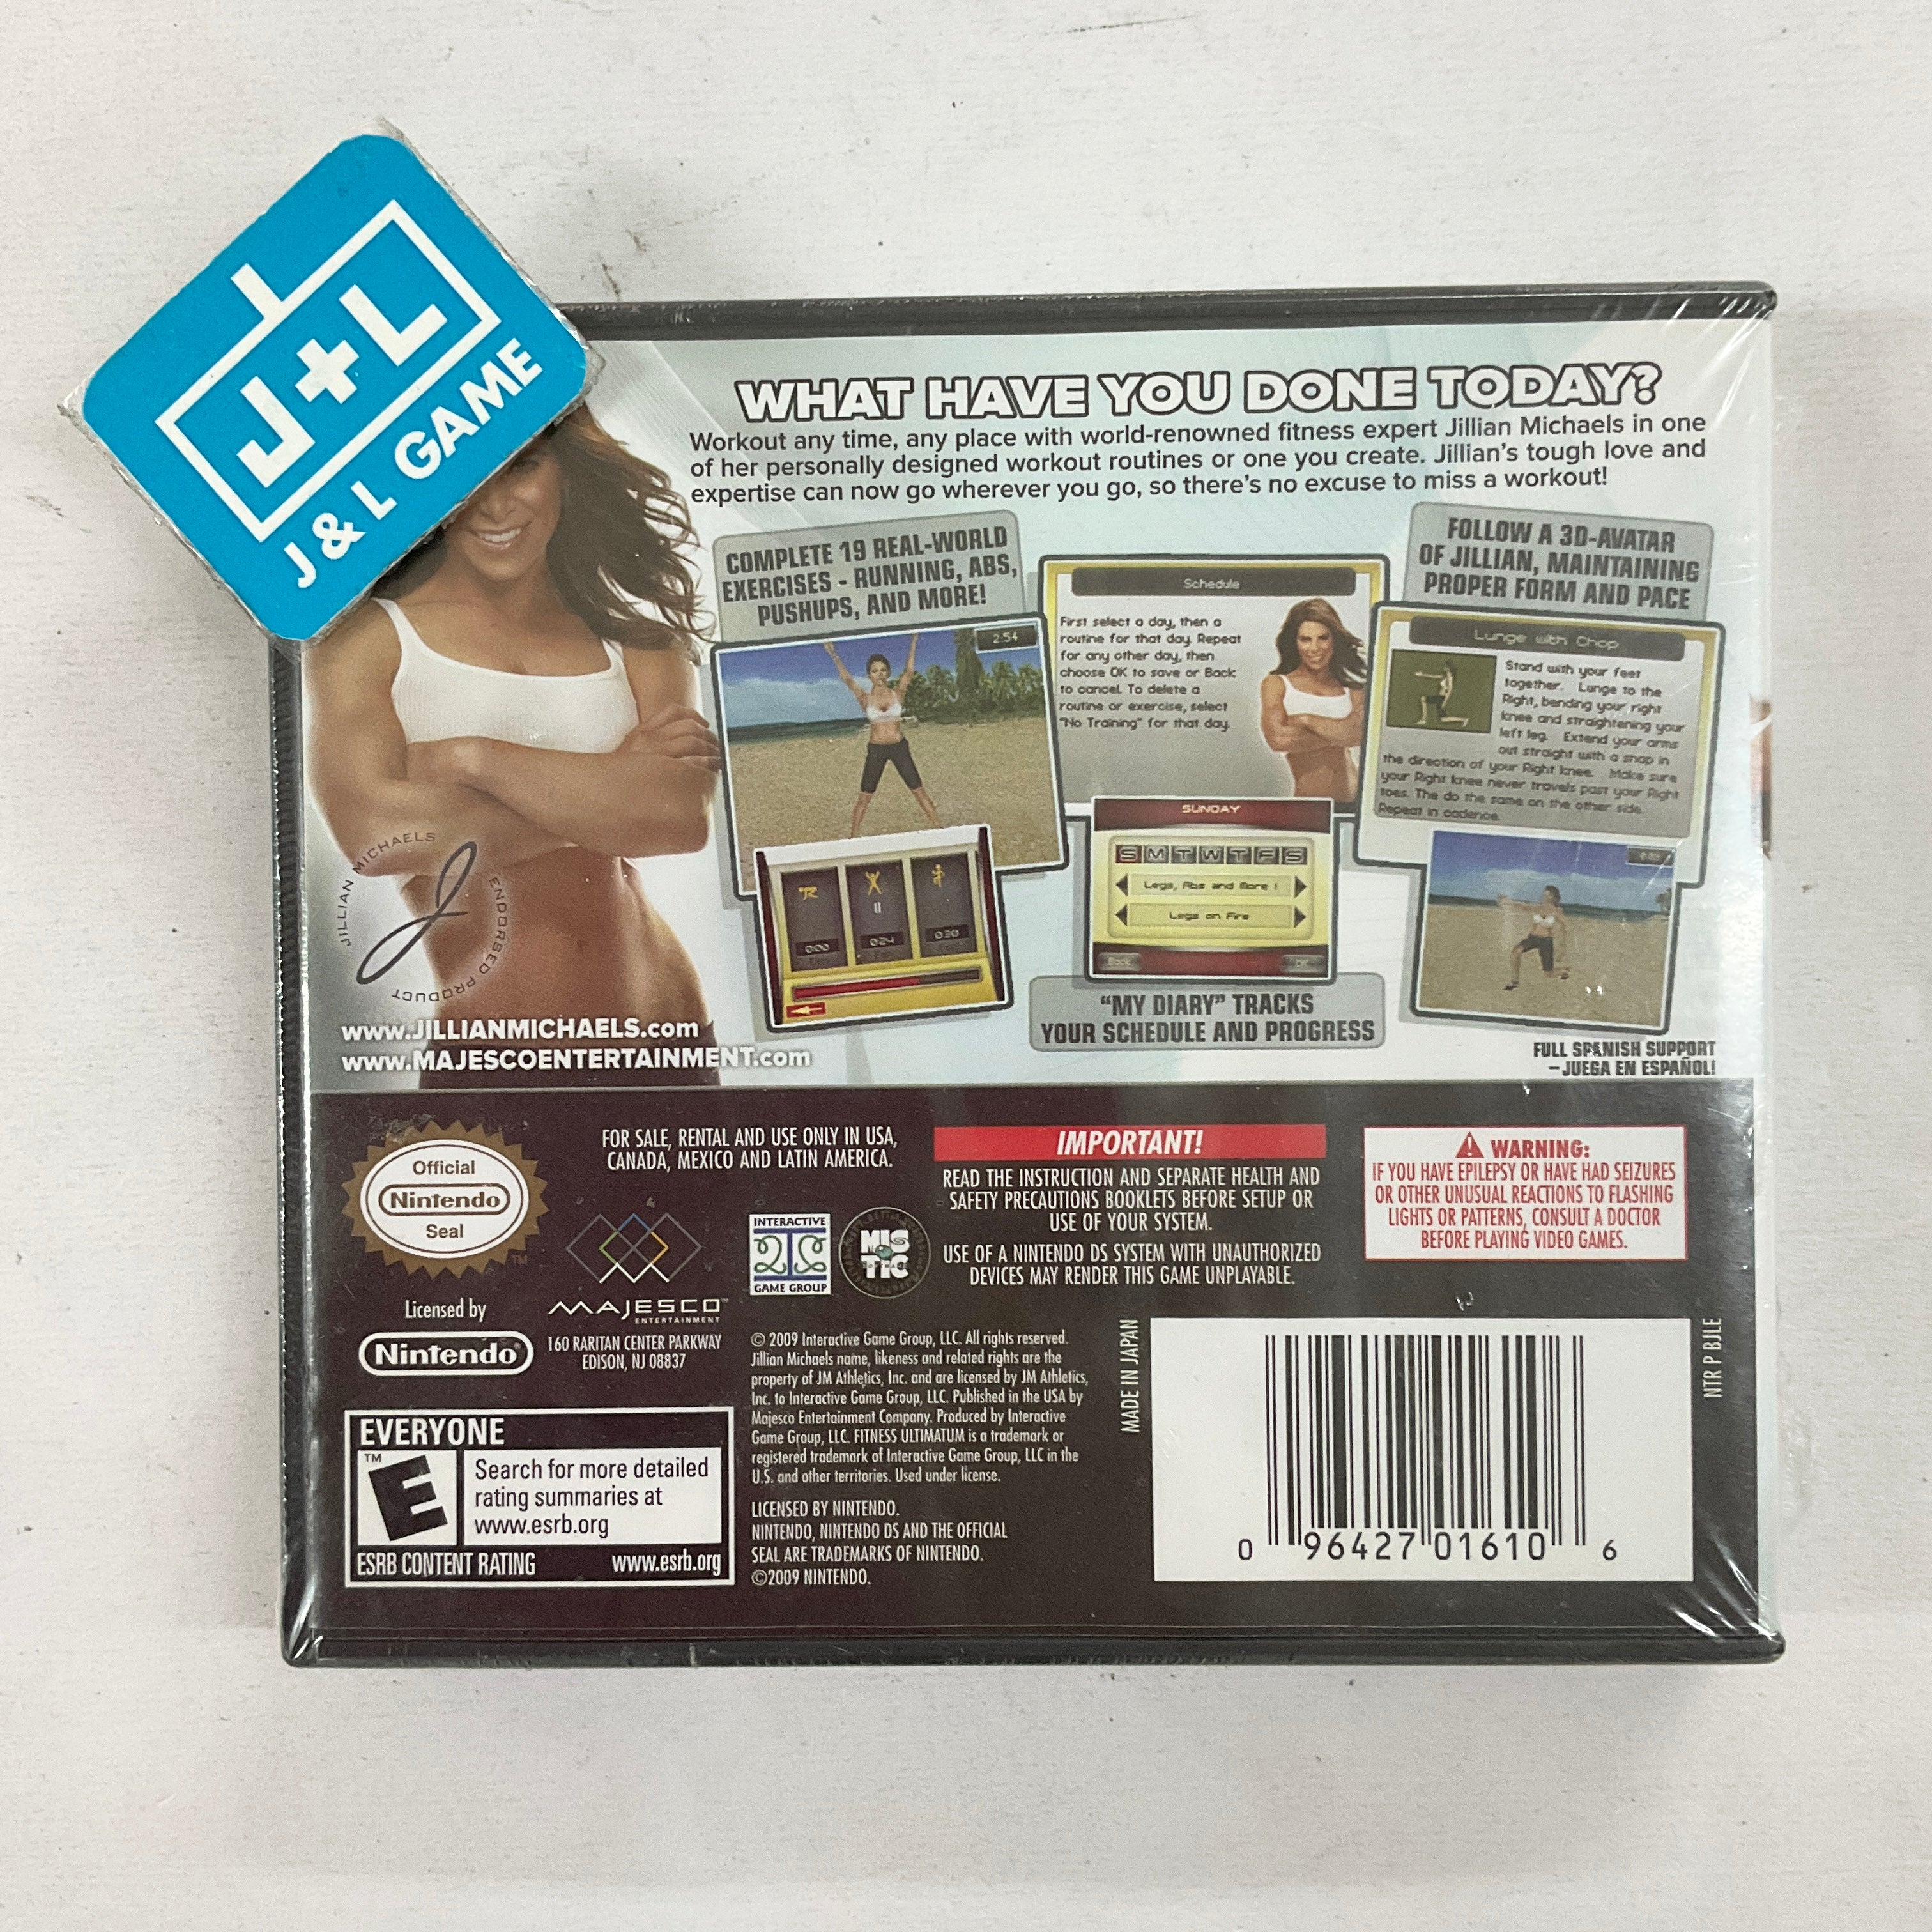 J+L
J & L GAME
WHAT HAVE YOU DONE TODAY?
Workout any time, any place with world-renowned fitness expert Jillian Michaels in one
of her personally designed workout routines or one you create. Jillian's tough love and
expertise can now go wherever you go, so there's no excuse to miss a workout!
COMPLETE 19 REAL-WORLD
EXERCISES - RUNNING, ABS,
PUSHUPS, AND MORE!
2:54
0:00
0:24
0:30
Schedule
First select a day, then a
routine for that day. Repeat
for any other day, then
choose OK to save or Back
to cancel. To delete a
routine or exercise, select
"No Training" for that day.
SUNDAY
S M T W T F S
Legs, Abs and More !
Legs on Fire
Back
OK
"MY DIARY" TRACKS
YOUR SCHEDULE AND PROGRESS
FOLLOW A 3D-AVATAR
OF JILLIAN, MAINTAINING
PROPER FORM AND PACE
Lunge with Chop
Stand with your feet
together. Lunge to the
Right, bending your right
knee and straightening your
left leg. Extend your arms
out straight with a snap in
the direction of your Right knee. Make sure
your Right knee never travels past your Right
toes. The do the same on the other side.
Repeat in cadence.
JILLIAN MICHAELS
ENDORSED PRODUCT
www.JILLIANMICHAELS.com
www.MAJESCOENTERTAINMENT.com
FULL SPANISH SUPPORT
–JUEGA EN ESPAÑOL!
Official
Nintendo
Seal
TM
Licensed by
Nintendo
FOR SALE, RENTAL AND USE ONLY IN USA,
CANADA, MEXICO AND LATIN AMERICA.
MAJESCO™
ENTERTAINMENT
160 RARITAN CENTER PARKWAY
EDISON, NJ 08837
INTERACTIVE
GAME GROUP
MIS
TIC
IMPORTANT!
READ THE INSTRUCTION AND SEPARATE HEALTH AND
SAFETY PRECAUTIONS BOOKLETS BEFORE SETUP OR
USE OF YOUR SYSTEM.
USE OF A NINTENDO DS SYSTEM WITH UNAUTHORIZED
DEVICES MAY RENDER THIS GAME UNPLAYABLE.
WARNING:
IF YOU HAVE EPILEPSY OR HAVE HAD SEIZURES
OR OTHER UNUSUAL REACTIONS TO FLASHING
LIGHTS OR PATTERNS, CONSULT A DOCTOR
BEFORE PLAYING VIDEO GAMES.
EVERYONE
TM
E
Search for more detailed
rating summaries at
www.esrb.org
ESRB CONTENT RATING www.esrb.org
© 2009 Interactive Game Group, LLC. All rights reserved.
Jillian Michaels name, likeness and related rights are the
property of JM Athletics, Inc. and are licensed by JM Athletics,
Inc. to Interactive Game Group, LLC. Published in the USA by
Majesco Entertainment Company. Produced by Interactive
Game Group, LLC. FITNESS ULTIMATUM is a trademark or
registered trademark of Interactive Game Group, LLC in the
U.S. and other territories. Used under license.
LICENSED BY NINTENDO.
NINTENDO, NINTENDO DS AND THE OFFICIAL
SEAL ARE TRADEMARKS OF NINTENDO.
©2009 NINTENDO.
MADE IN JAPAN
NTR P BJLE
0 96427 01610 6